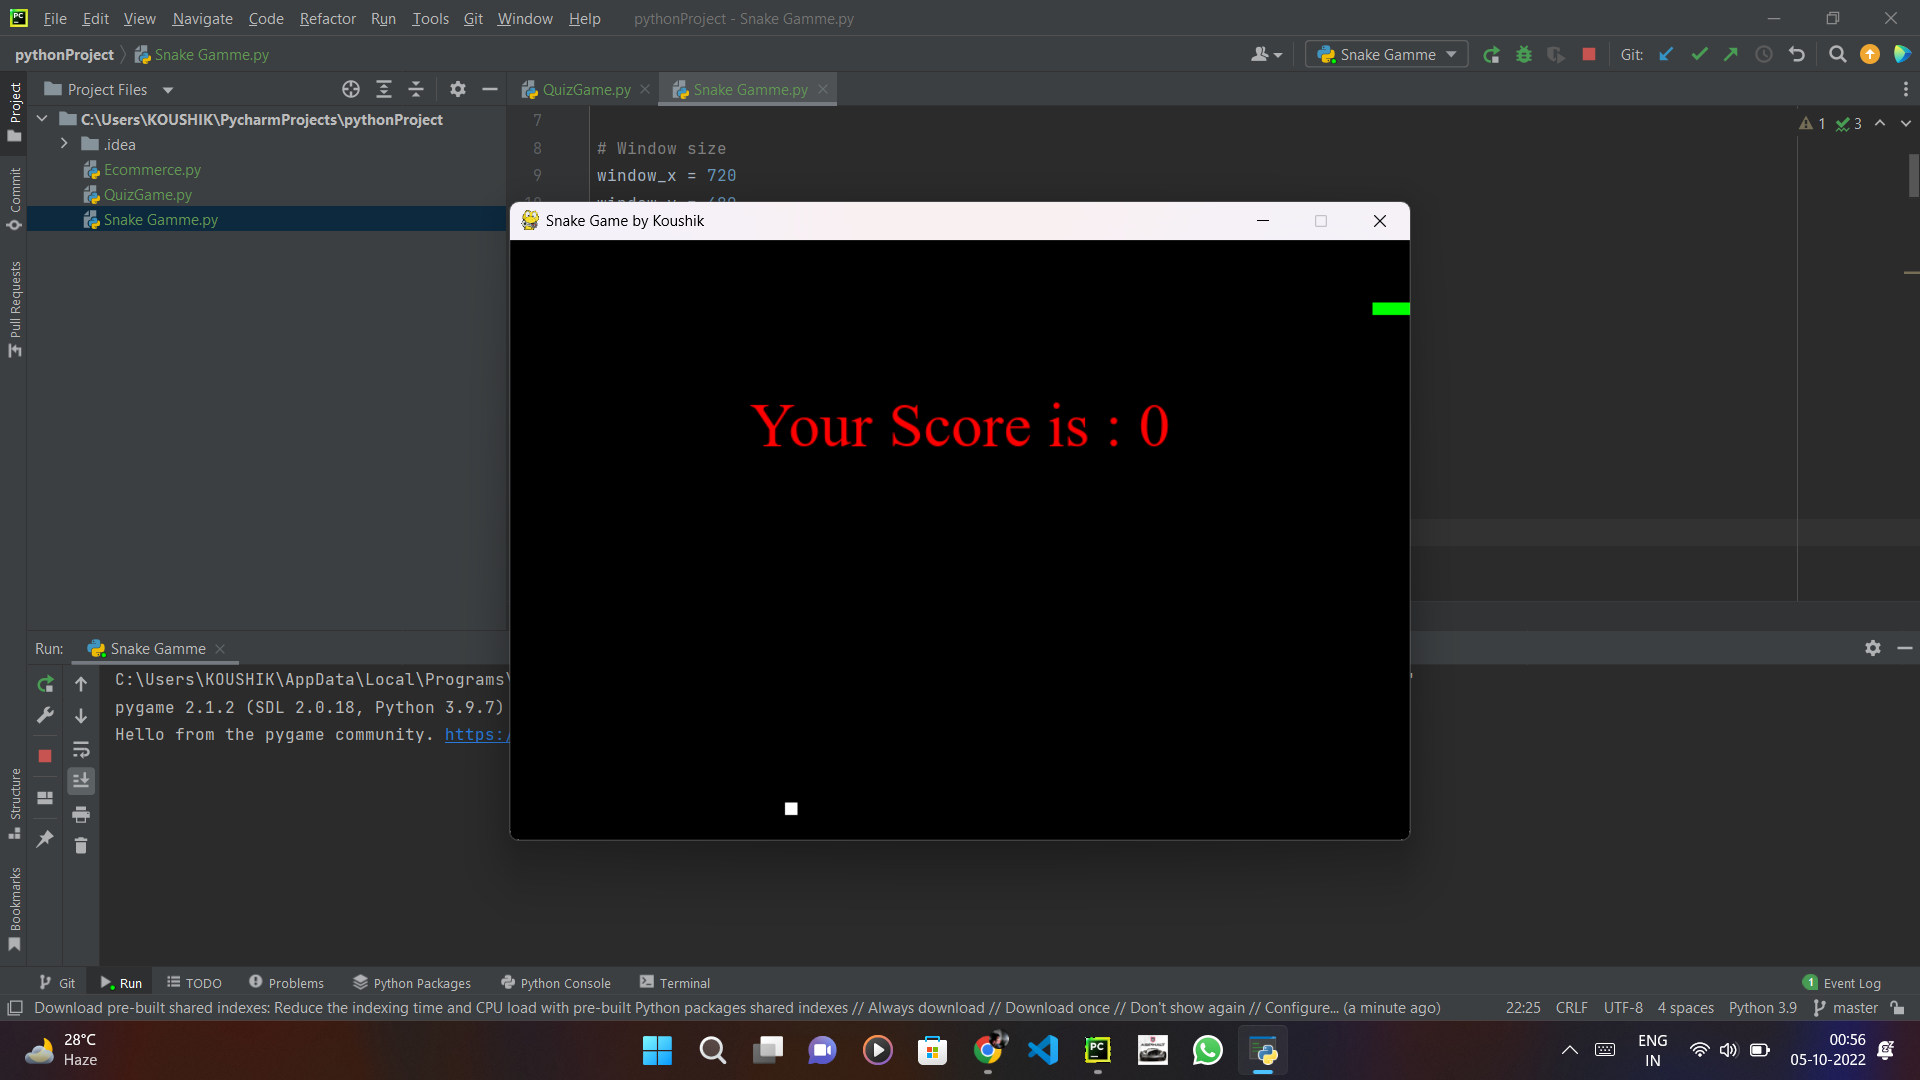 File Edit View Navigate Code Refactor Run Tools Git Window Help pythonProject - Snake Gamme.py
pythonProject Snake Gamme.py Snake Gamme Git:
Project Files QuizGame.py Snake Gamme.py
C:\Users\KOUSHIK\PycharmProjects\pythonProject
.idea
Ecommerce.py
QuizGame.py
Snake Gamme.py
7
8 # Window size
9 window_x = 720
1 3
Snake Game by Koushik
Your Score is : 0
Project
Commit
Pull Requests
Structure
Bookmarks
Run: Snake Gamme
C:\Users\KOUSHIK\AppData\Local\Programs\
pygame 2.1.2 (SDL 2.0.18, Python 3.9.7)
Hello from the pygame community. https:/
Git Run TODO Problems Python Packages Python Console Terminal 1 Event Log
Download pre-built shared indexes: Reduce the indexing time and CPU load with pre-built Python packages shared indexes // Always download // Download once // Don't show again // Configure... (a minute ago) 22:25 CRLF UTF-8 4 spaces Python 3.9 master
28°C
Haze
ENG
IN
00:56
05-10-2022